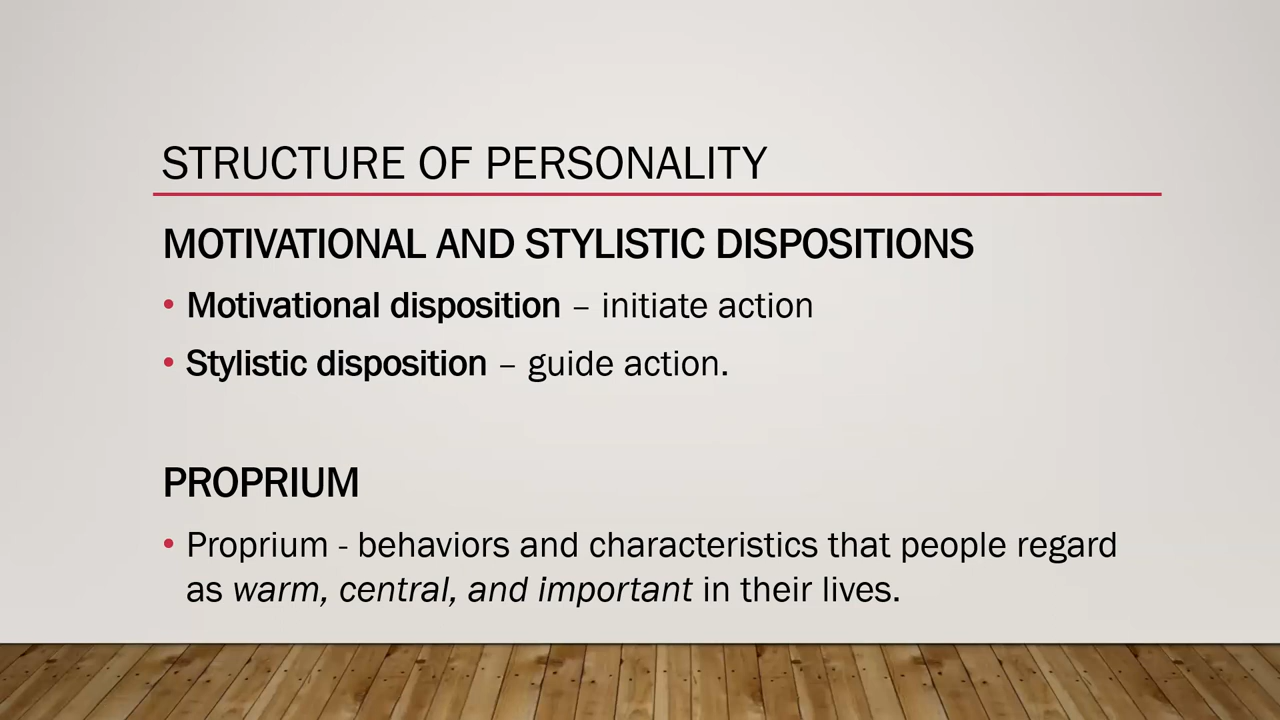 STRUCTURE OF PERSONALITY
MOTIVATIONAL AND STYLISTIC DISPOSITIONS
• Motivational disposition – initiate action
• Stylistic disposition – guide action.
PROPRIUM
• Proprium - behaviors and characteristics that people regard
as warm, central, and important in their lives.